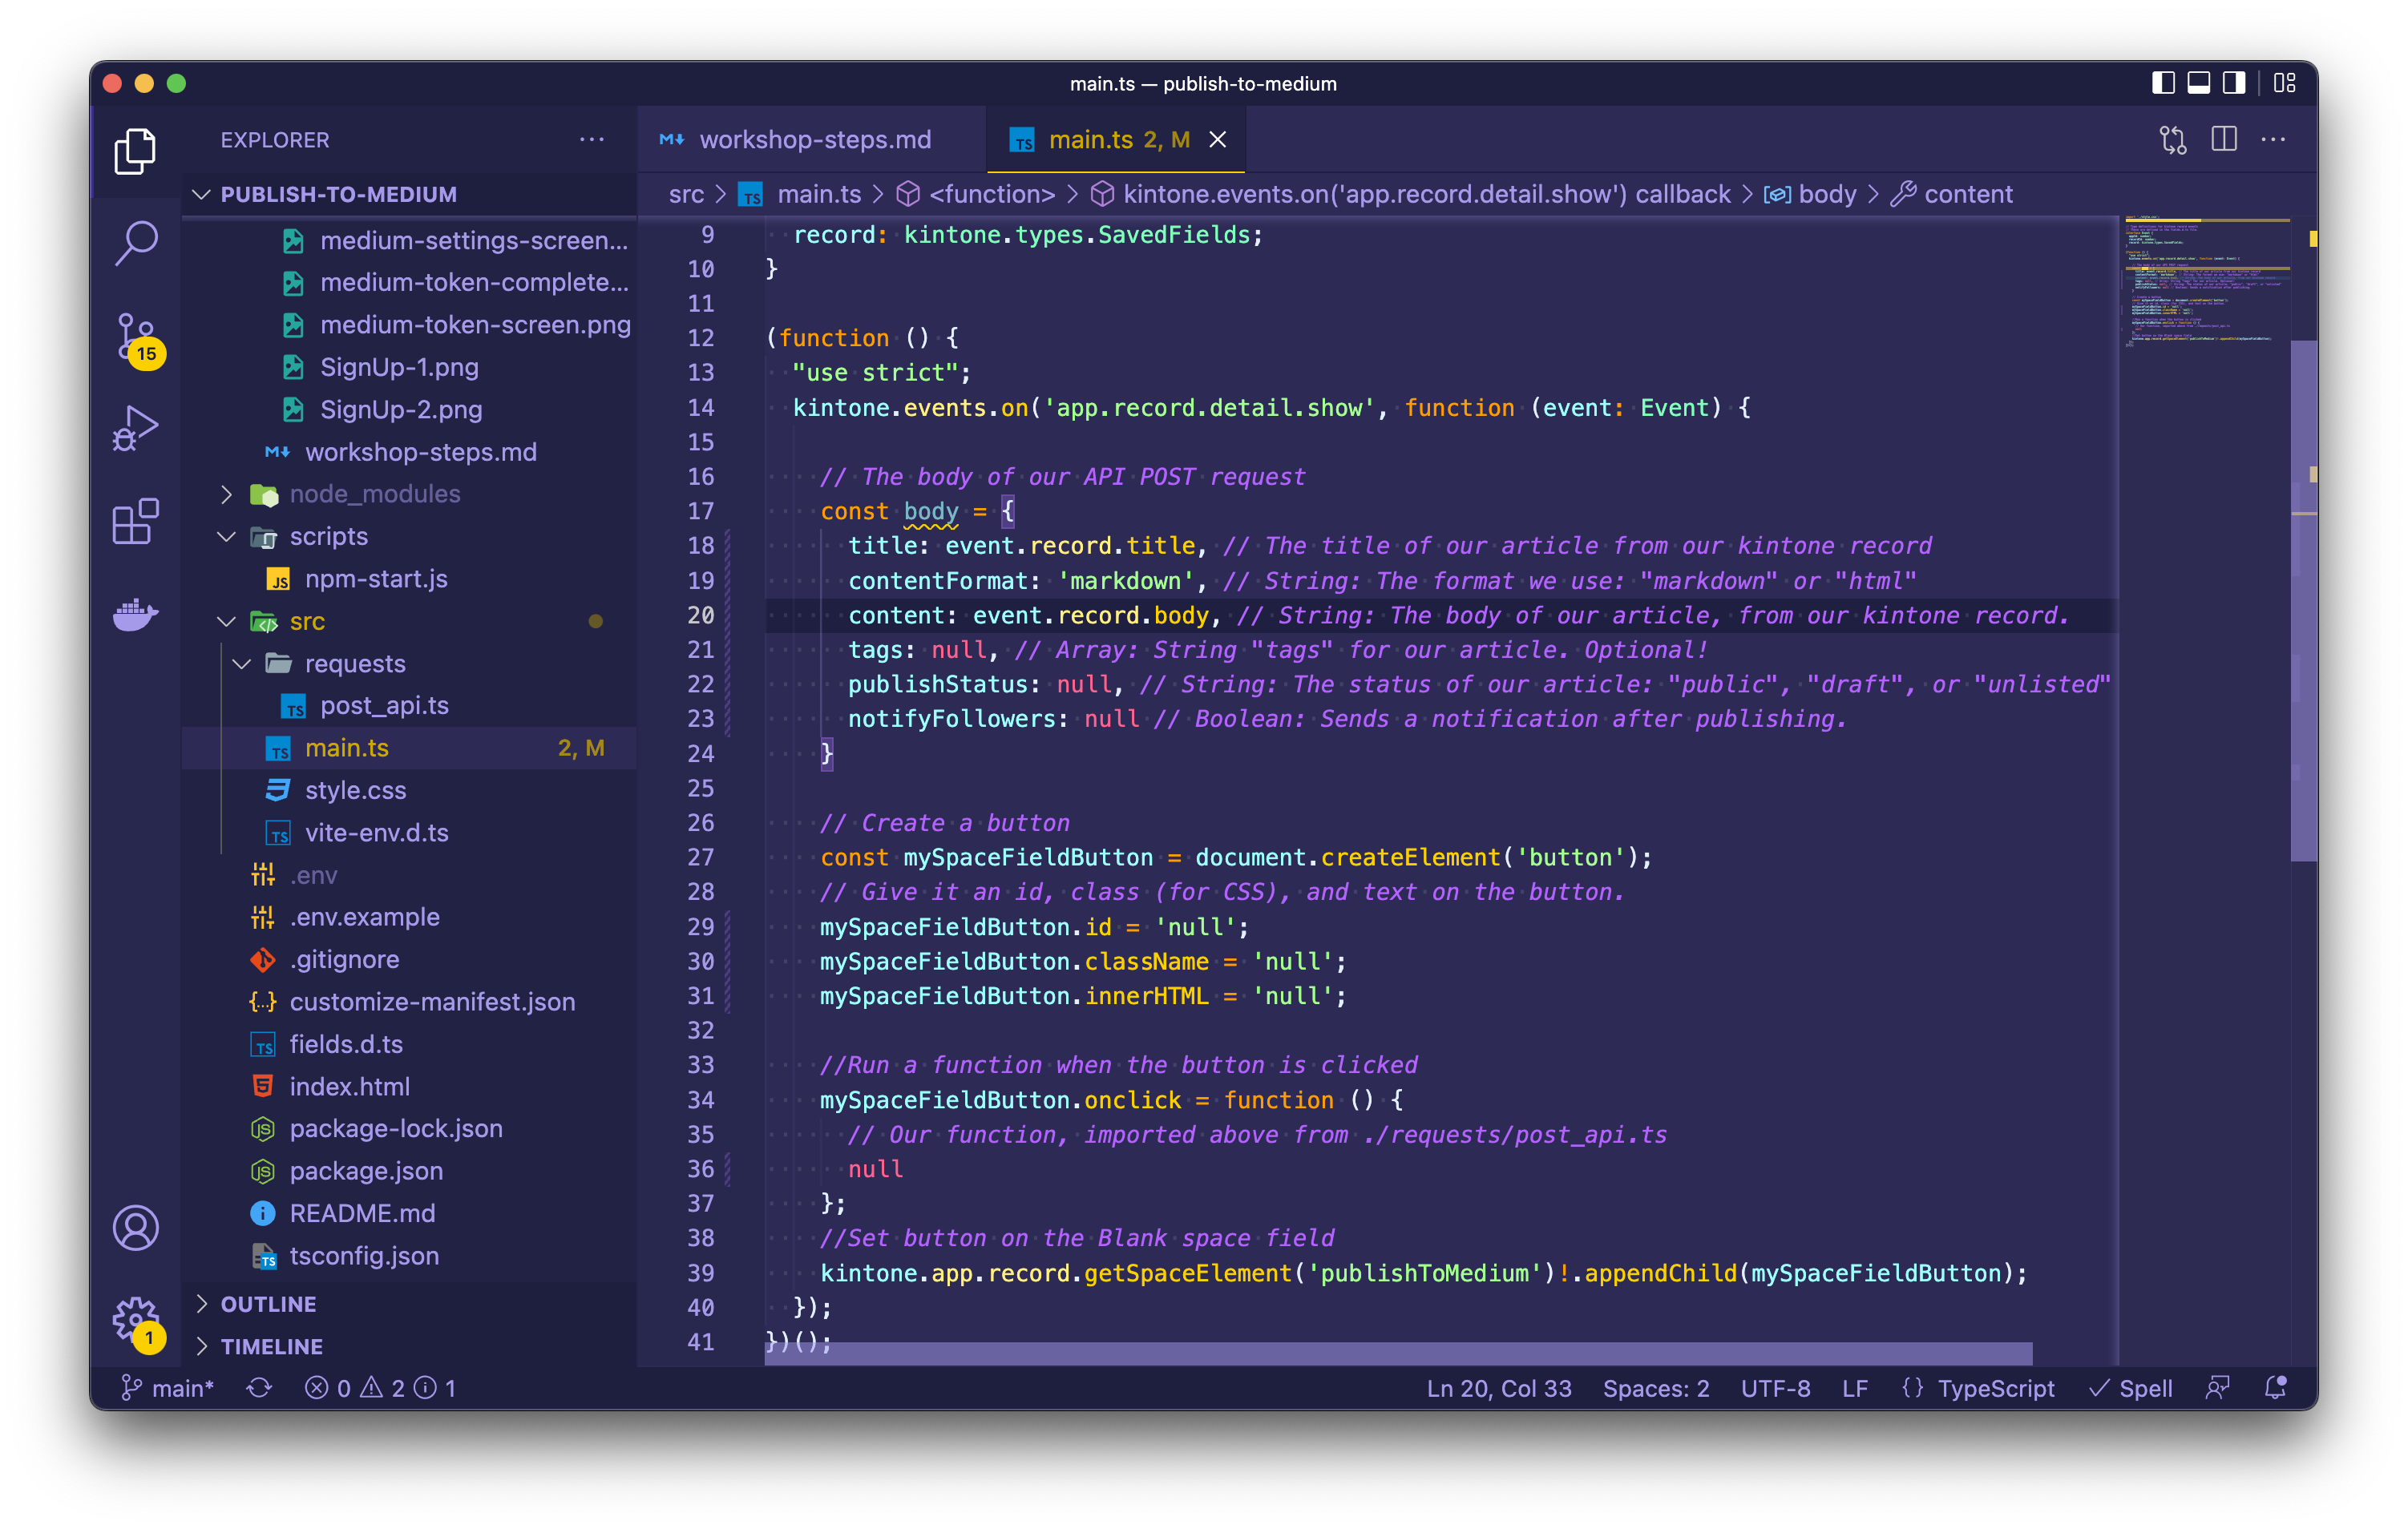 main.ts — publish-to-medium
EXPLORER
PUBLISH-TO-MEDIUM
medium-settings-screen...
medium-token-complete...
medium-token-screen.png
SignUp-1.png
SignUp-2.png
workshop-steps.md
node_modules
scripts
npm-start.js
src
requests
post_api.ts
main.ts 2, M
style.css
vite-env.d.ts
.env
.env.example
.gitignore
customize-manifest.json
fields.d.ts
index.html
package-lock.json
package.json
README.md
tsconfig.json
OUTLINE
TIMELINE
15
1
workshop-steps.md
main.ts 2, M
src > main.ts > <function> > kintone.events.on('app.record.detail.show') callback > body > content
9 record: kintone.types.SavedFields;
10 }
11
12 (function () {
13 "use strict";
14 kintone.events.on('app.record.detail.show', function (event: Event) {
15
16 // The body of our API POST request
17 const body = {
18 title: event.record.title, // The title of our article from our kintone record
19 contentFormat: 'markdown', // String: The format we use: "markdown" or "html"
20 content: event.record.body, // String: The body of our article, from our kintone record.
21 tags: null, // Array: String "tags" for our article. Optional!
22 publishStatus: null, // String: The status of our article: "public", "draft", or "unlisted"
23 notifyFollowers: null // Boolean: Sends a notification after publishing.
24 }
25
26 // Create a button
27 const mySpaceFieldButton = document.createElement('button');
28 // Give it an id, class (for CSS), and text on the button.
29 mySpaceFieldButton.id = 'null';
30 mySpaceFieldButton.className = 'null';
31 mySpaceFieldButton.innerHTML = 'null';
32
33 //Run a function when the button is clicked
34 mySpaceFieldButton.onclick = function () {
35 // Our function, imported above from ./requests/post_api.ts
36 null
37 };
38 //Set button on the Blank space field
39 kintone.app.record.getSpaceElement('publishToMedium')!.appendChild(mySpaceFieldButton);
40 });
41 })();
main* 0 2 1 Ln 20, Col 33 Spaces: 2 UTF-8 LF {} TypeScript Spell